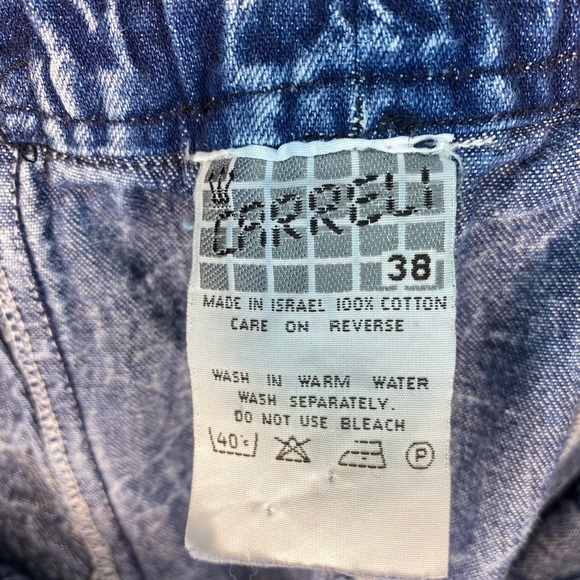 CARRELI
38
MADE IN ISRAEL 100% COTTON
CARE ON REVERSE
WASH IN WARM WATER
WASH SEPARATELY.
DO NOT USE BLEACH
40°c P